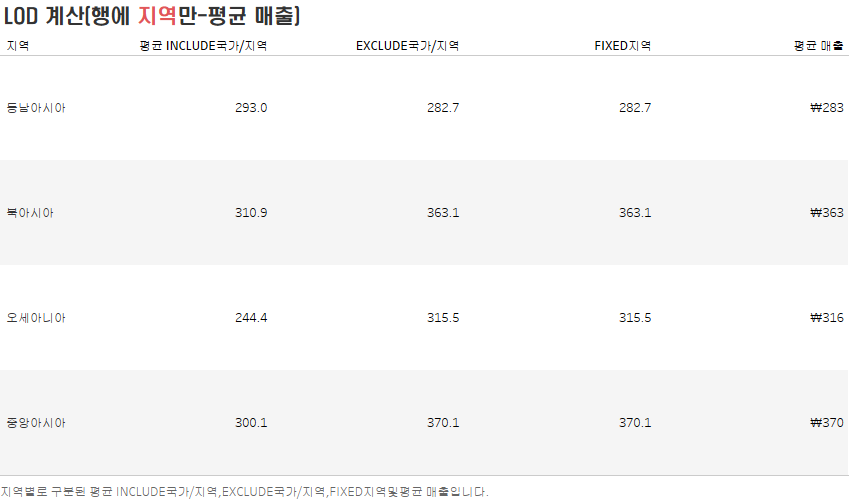 LOD 계산(행에 지역만-평균 매출)
지역 평균 INCLUDE국가/지역 EXCLUDE국가/지역 FIXED지역 평균 매출
동남아시아 293.0 282.7 282.7 ₩283
북아시아 310.9 363.1 363.1 ₩363
오세아니아 244.4 315.5 315.5 ₩316
중앙아시아 300.1 370.1 370.1 ₩370
지역별로 구분된 평균 INCLUDE국가/지역,EXCLUDE국가/지역,FIXED지역및평균 매출입니다.